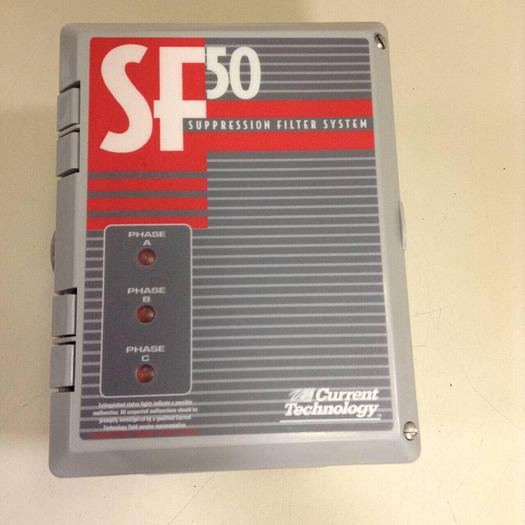 SF50
SUPPRESSION FILTER SYSTEM
PHASE
A
PHASE
B
PHASE
C
Extinguished status lights indicate a possible
malfunction. All suspected malfunctions should be
promptly investigated by a qualified Current
Technology field service representative.
Current
Technology